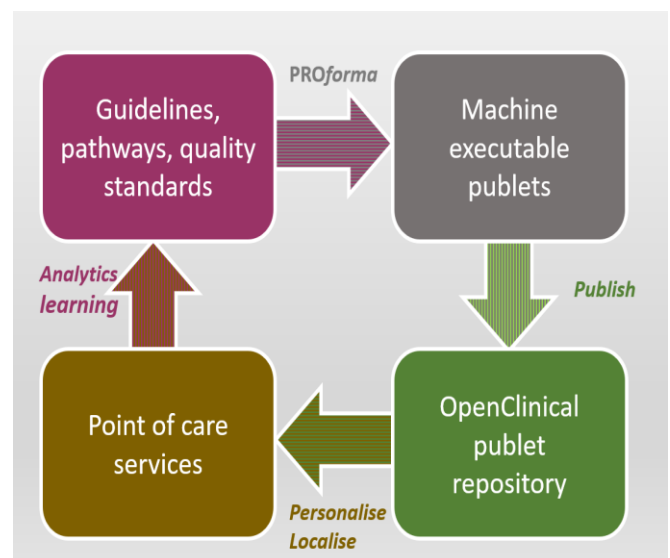 Guidelines,
pathways, quality
standards
PROforma
Machine
executable
publets
Publish
OpenClinical
publet
repository
Personalise
Localise
Point of care
services
Analytics
learning